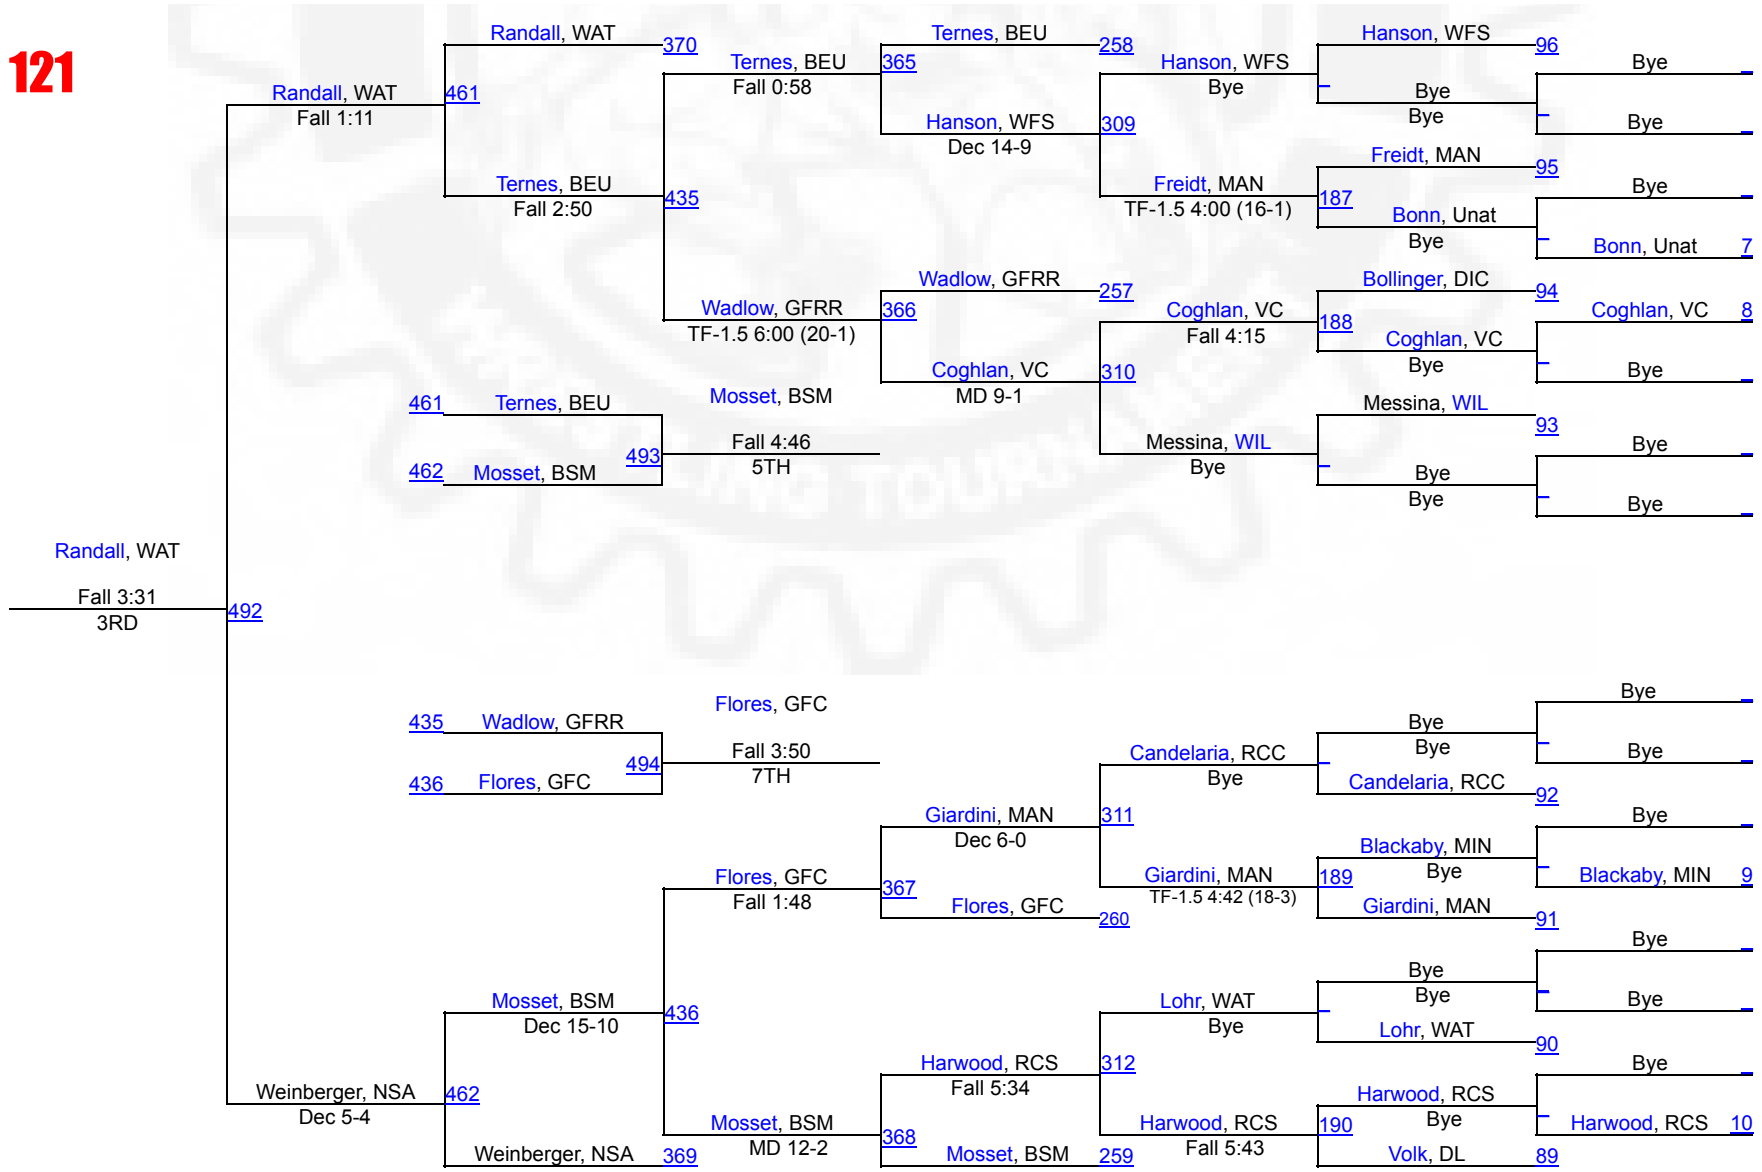 121
Randall, WAT
370
Ternes, BEU
258
Hanson, WFS
96
Ternes, BEU
365
Fall 0:58
Hanson, WFS
Bye
Bye
Randall, WAT
461
Fall 1:11
Bye
Bye
Hanson, WFS
309
Dec 14-9
Bye
Freidt, MAN
95
Ternes, BEU
435
Fall 2:50
Freidt, MAN
187
TF-1.5 4:00 (16-1)
Bye
Bonn, Unat
Bye
Bonn, Unat 7
Wadlow, GFRR
257
Bollinger, DIC
94
Wadlow, GFRR
366
TF-1.5 6:00 (20-1)
Coghlan, VC
188
Fall 4:15
Coghlan, VC 8
Coghlan, VC
Bye
Coghlan, VC
310
MD 9-1
Bye
461 Ternes, BEU
Mosset, BSM
Messina, WIL
93
Fall 4:46
493
5TH
Messina, WIL
Bye
Bye
462 Mosset, BSM
Bye
Bye
Bye
Randall, WAT
Fall 3:31
492
3RD
Bye
Flores, GFC
435 Wadlow, GFRR
Bye
Bye
Fall 3:50
494
7TH
Candelaria, RCC
Bye
Bye
436 Flores, GFC
Candelaria, RCC
92
Giardini, MAN
311
Dec 6-0
Bye
Blackaby, MIN
Bye
Flores, GFC
367
Fall 1:48
Giardini, MAN
189
TF-1.5 4:42 (18-3)
Blackaby, MIN 9
Flores, GFC
260
Giardini, MAN
91
Bye
Bye
Bye
Mosset, BSM
436
Dec 15-10
Lohr, WAT
Bye
Bye
Lohr, WAT
90
Harwood, RCS
312
Fall 5:34
Bye
Weinberger, NSA
462
Dec 5-4
Harwood, RCS
Bye
Mosset, BSM
368
MD 12-2
Harwood, RCS
190
Fall 5:43
Harwood, RCS 10
Weinberger, NSA 369
Mosset, BSM 259
Volk, DL 89